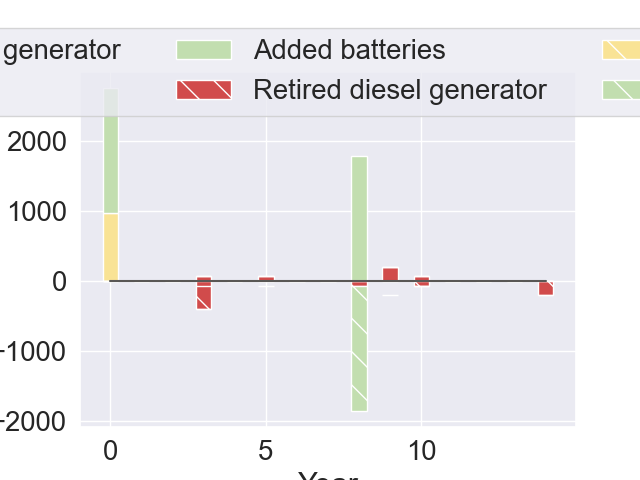 generator Added batteries
Retired diesel generator
2000
1000
0
-1000
-2000
0 5 10
Year